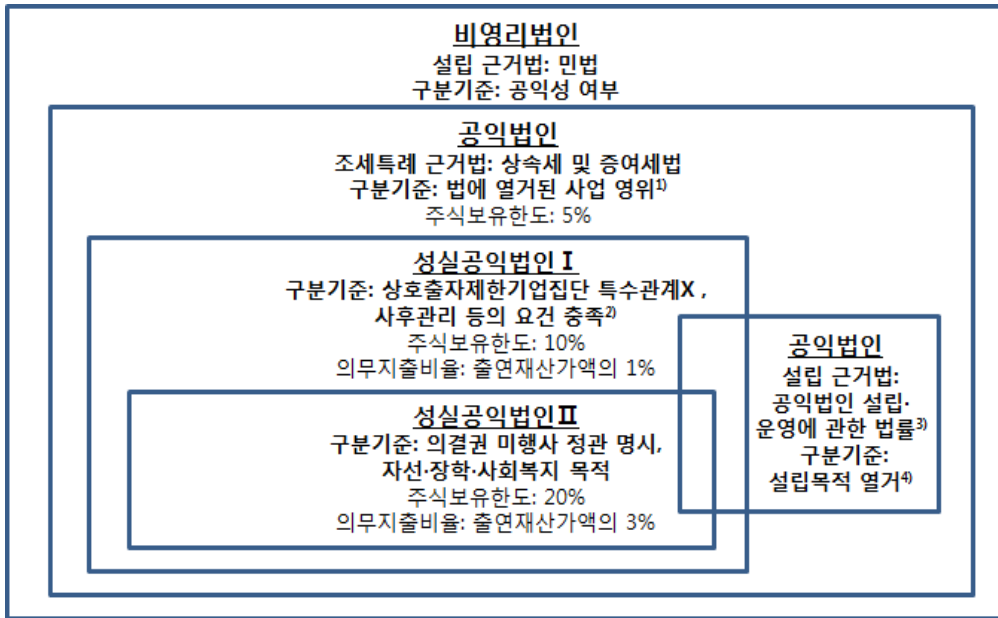 비영리법인
설립 근거법: 민법
구분기준: 공익성 여부
공익법인
조세특례 근거법: 상속세 및 증여세법
구분기준: 법에 열거된 사업 영위1)
주식보유한도: 5%
성실공익법인 Ⅰ
구분기준: 상호출자제한기업집단 특수관계X ,
사후관리 등의 요건 충족2)
주식보유한도: 10%
의무지출비율: 출연재산가액의 1%
성실공익법인Ⅱ
구분기준: 의결권 미행사 정관 명시,
자선·장학·사회복지 목적
주식보유한도: 20%
의무지출비율: 출연재산가액의 3%
공익법인
설립 근거법:
공익법인 설립·
운영에 관한 법률3)
구분기준:
설립목적 열거4)